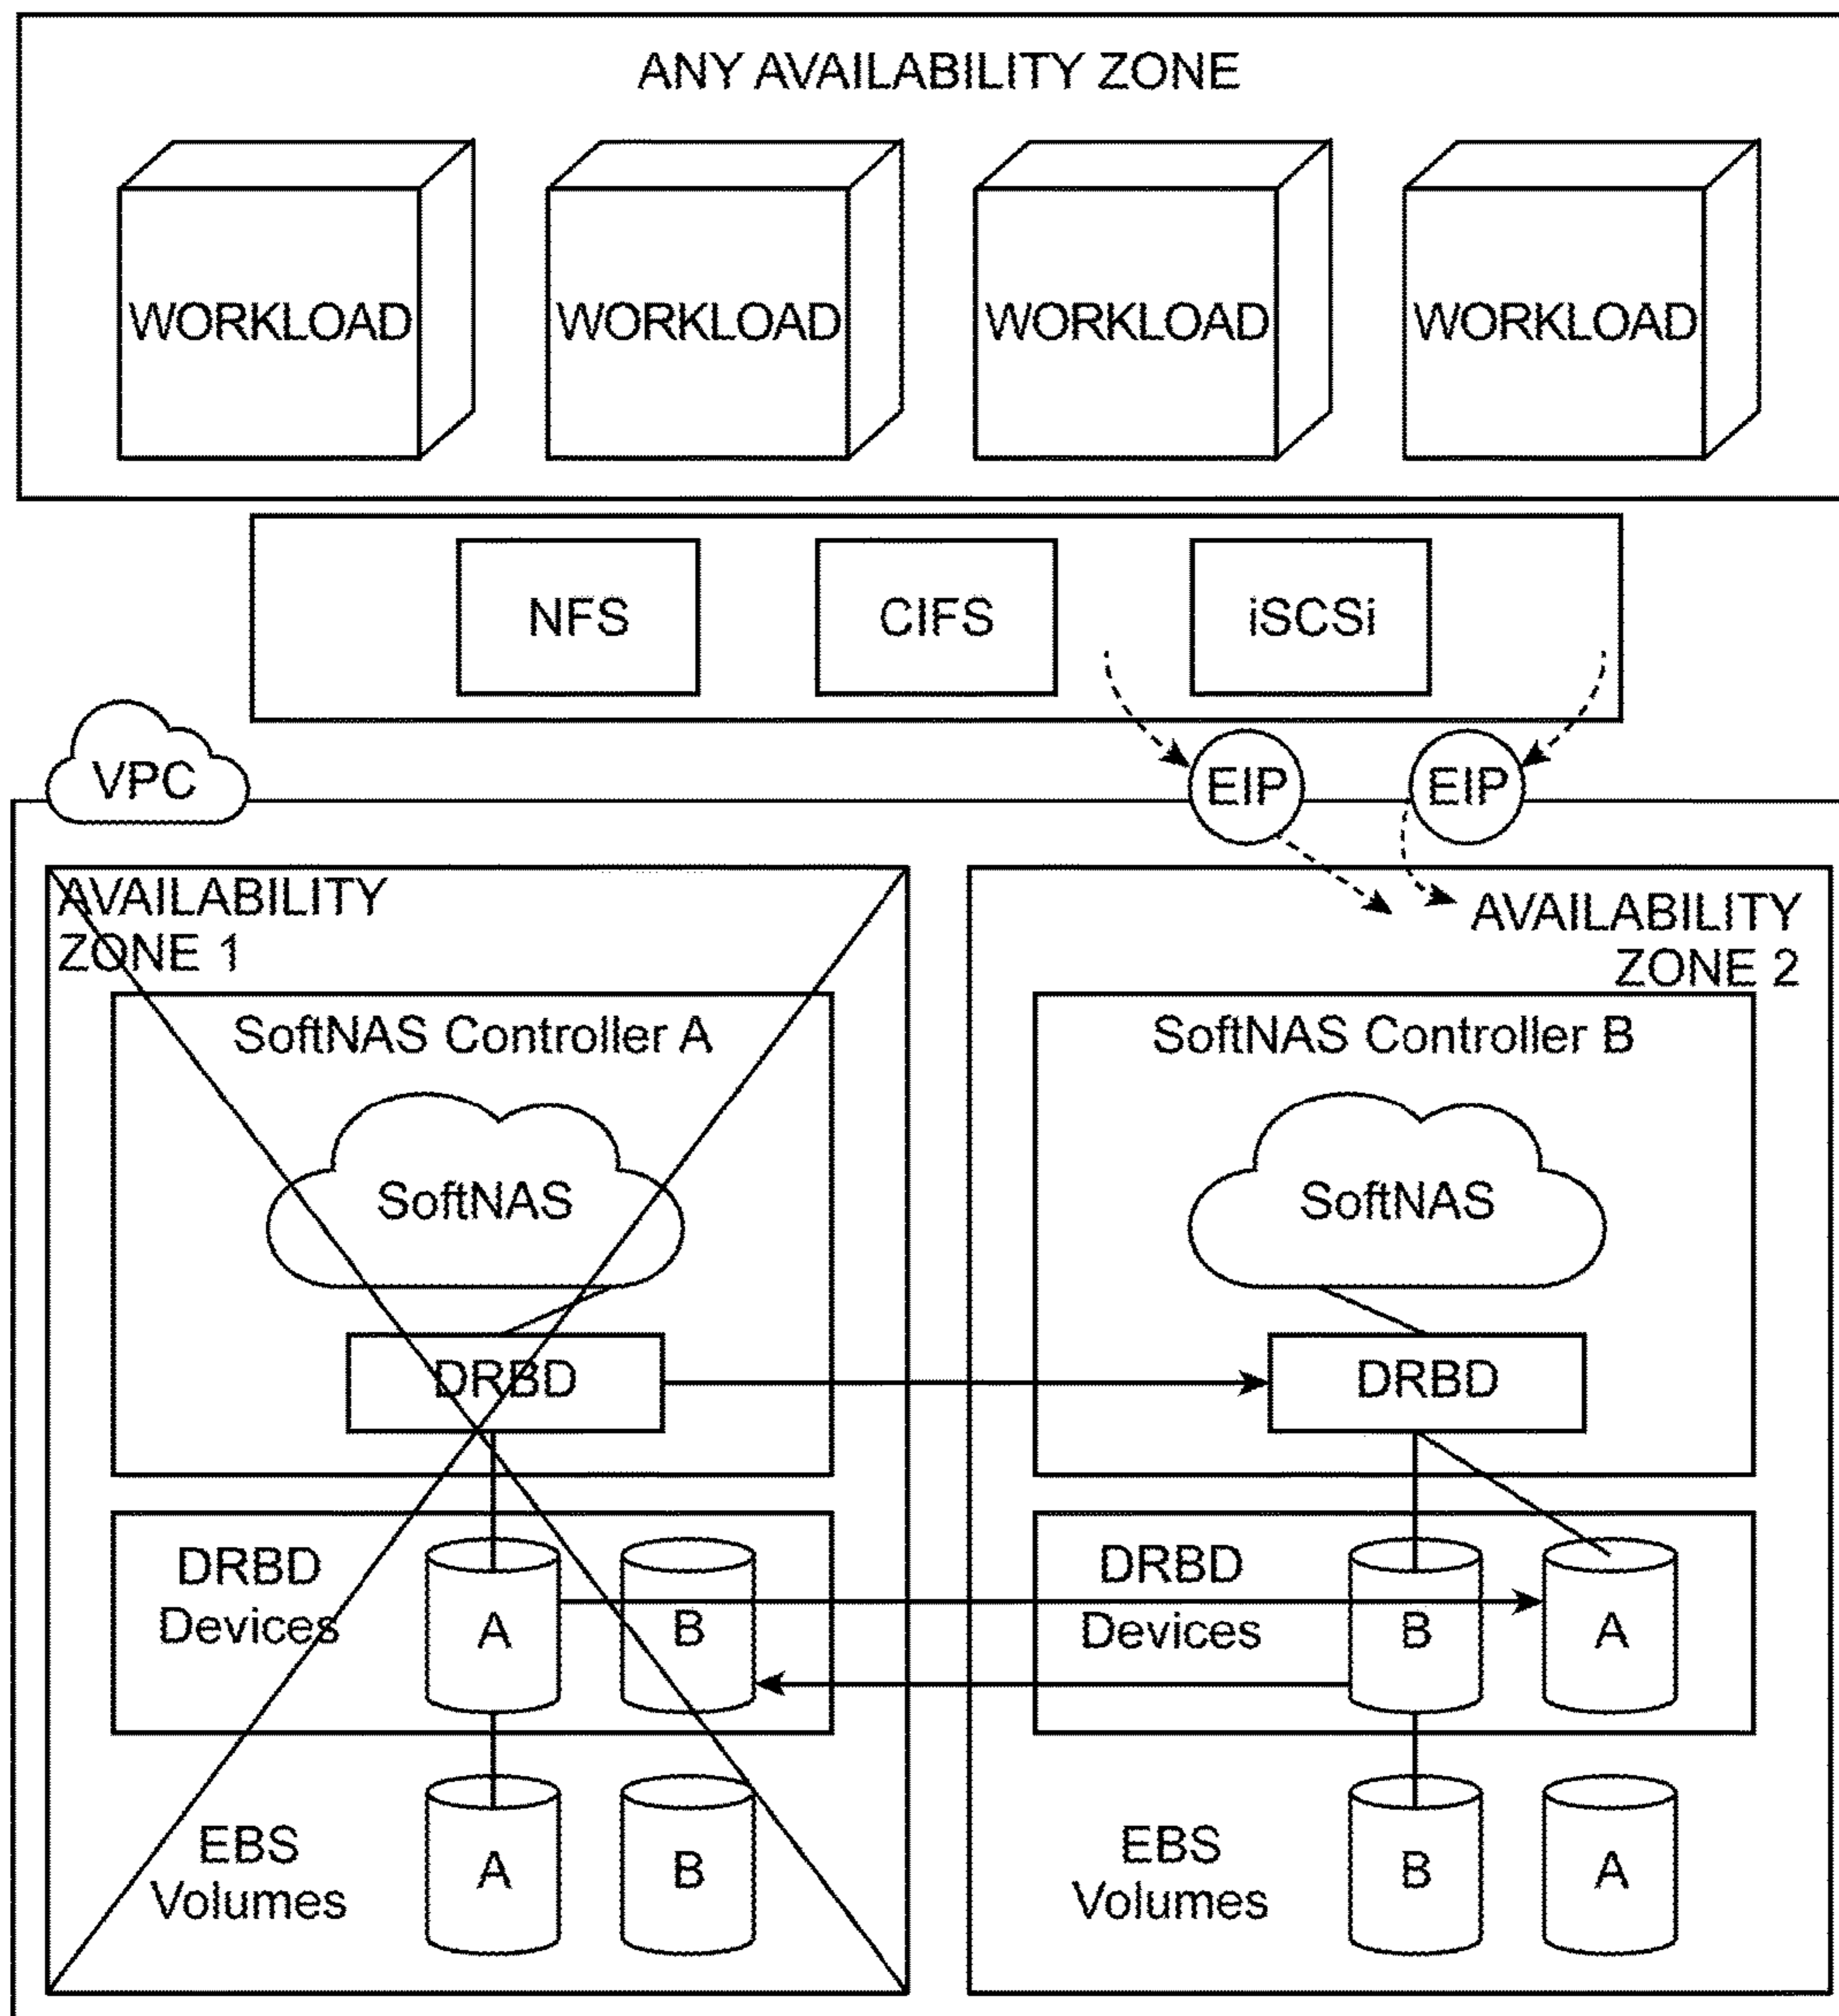 ANY AVAILABILITY ZONE
WORKLOAD WORKLOAD WORKLOAD WORKLOAD
NFS CIFS iSCSi
VPC
EIP EIP
AVAILABILITY
ZONE 1
AVAILABILITY
ZONE 2
SoftNAS Controller A
SoftNAS
DRBD
DRBD
Devices
A B
EBS
Volumes
A B
SoftNAS Controller B
SoftNAS
DRBD
DRBD
Devices
B A
EBS
Volumes
B A